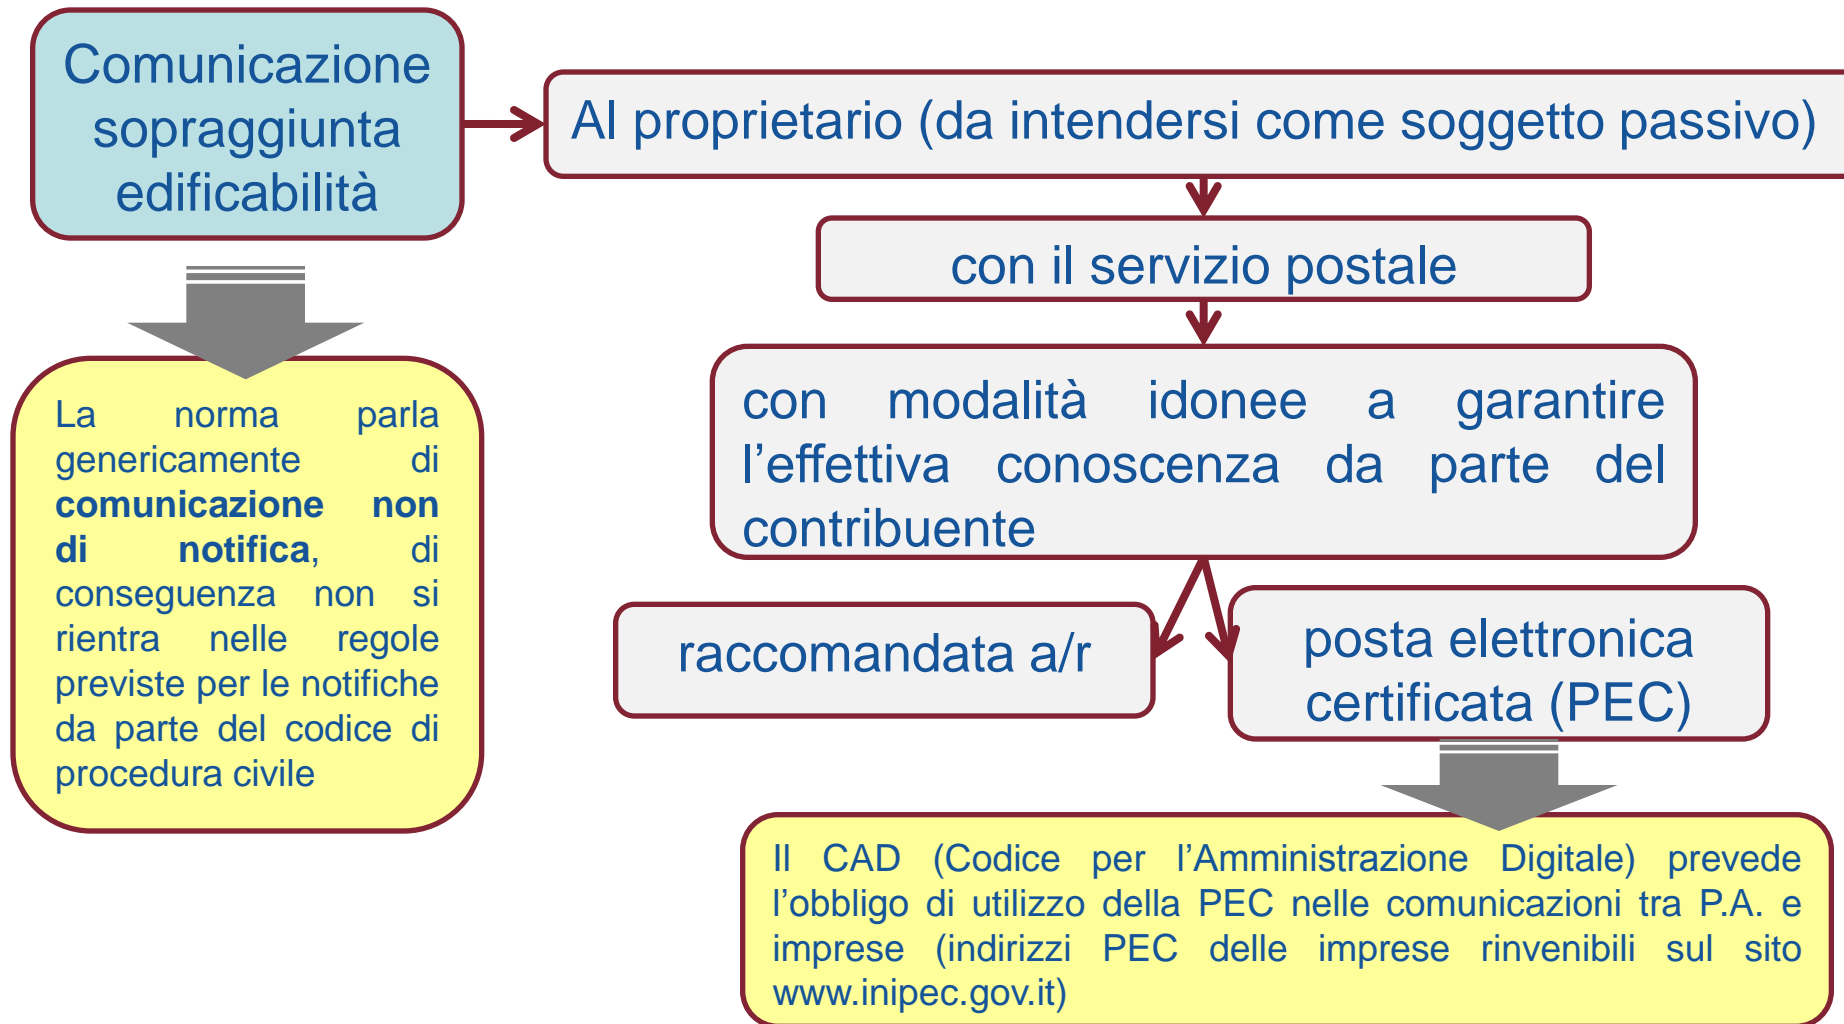 Comunicazione
sopraggiunta
edificabilità
Al proprietario (da intendersi come soggetto passivo)
con il servizio postale
con modalità idonee a garantire
l’effettiva conoscenza da parte del
contribuente
La norma parla
genericamente di
comunicazione non
di notifica, di
conseguenza non si
rientra nelle regole
previste per le notifiche
da parte del codice di
procedura civile
raccomandata a/r
posta elettronica
certificata (PEC)
Il CAD (Codice per l’Amministrazione Digitale) prevede
l’obbligo di utilizzo della PEC nelle comunicazioni tra P.A. e
imprese (indirizzi PEC delle imprese rinvenibili sul sito
www.inipec.gov.it)